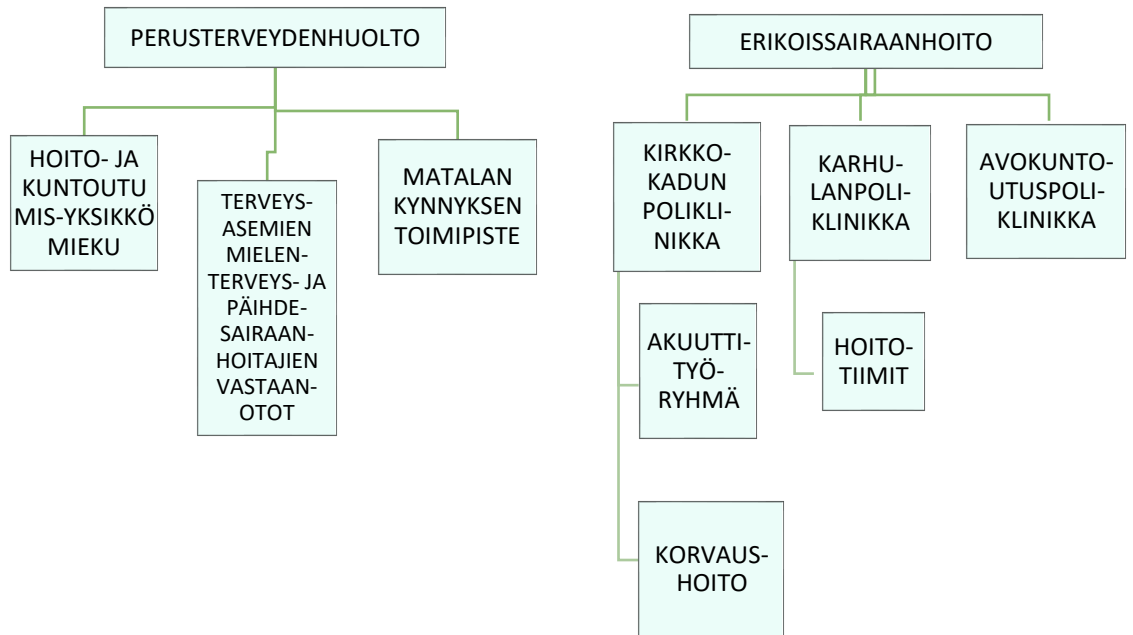 PERUSTERVEYDENHUOLTO
HOITO- JA
KUNTOUTU
MIS-YKSIKKÖ
MIEKU
TERVEYS-
ASEMIEN
MIELEN-
TERVEYS- JA
PÄIHDE-
SAIRAAN-
HOITAJIEN
VASTAAN-
OTOT
MATALAN
KYNNYKSEN
TOIMIPISTE
ERIKOISSAIRAANHOITO
KIRKKO-
KADUN
POLIKLI-
NIKKA
AKUUTTI-
TYÖ-
RYHMÄ
KORVAUS-
HOITO
KARHU-
LANPOLI-
KLINIKKA
HOITO-
TIIMIT
AVOKUNTO-
UTUSPOLI-
KLINIKKA